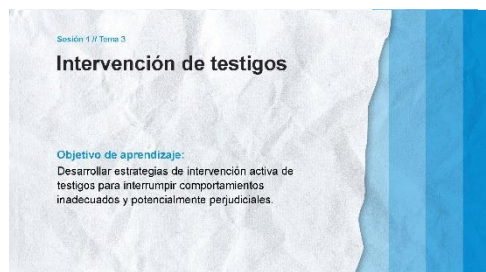 Sesión 1 // Tema 3
Intervención de testigos
Objetivo de aprendizaje:
Desarrollar estrategias de intervención activa de
testigos para interrumpir comportamientos
inadecuados y potencialmente perjudiciales.